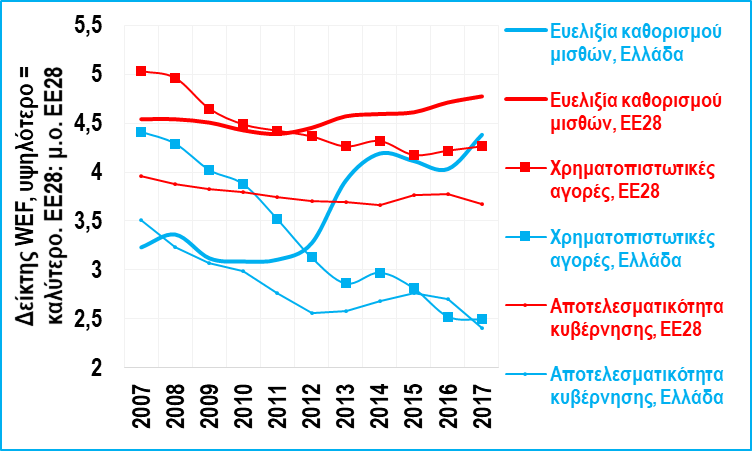 Δείκτης WEF, υψηλότερο =
καλύτερο. ΕΕ28: μ.ο. ΕΕ28
5,5
5
4,5
4
3,5
3
2,5
2
2007
2008
2009
2010
2011
2012
2013
2014
2015
2016
2017
Ευελιξία καθορισμού
μισθών, Ελλάδα
Ευελιξία καθορισμού
μισθών, ΕΕ28
Χρηματοπιστωτικές
αγορές, ΕΕ28
Χρηματοπιστωτικές
αγορές, Ελλάδα
Αποτελεσματικότητα
κυβέρνησης, ΕΕ28
Αποτελεσματικότητα
κυβέρνησης, Ελλάδα